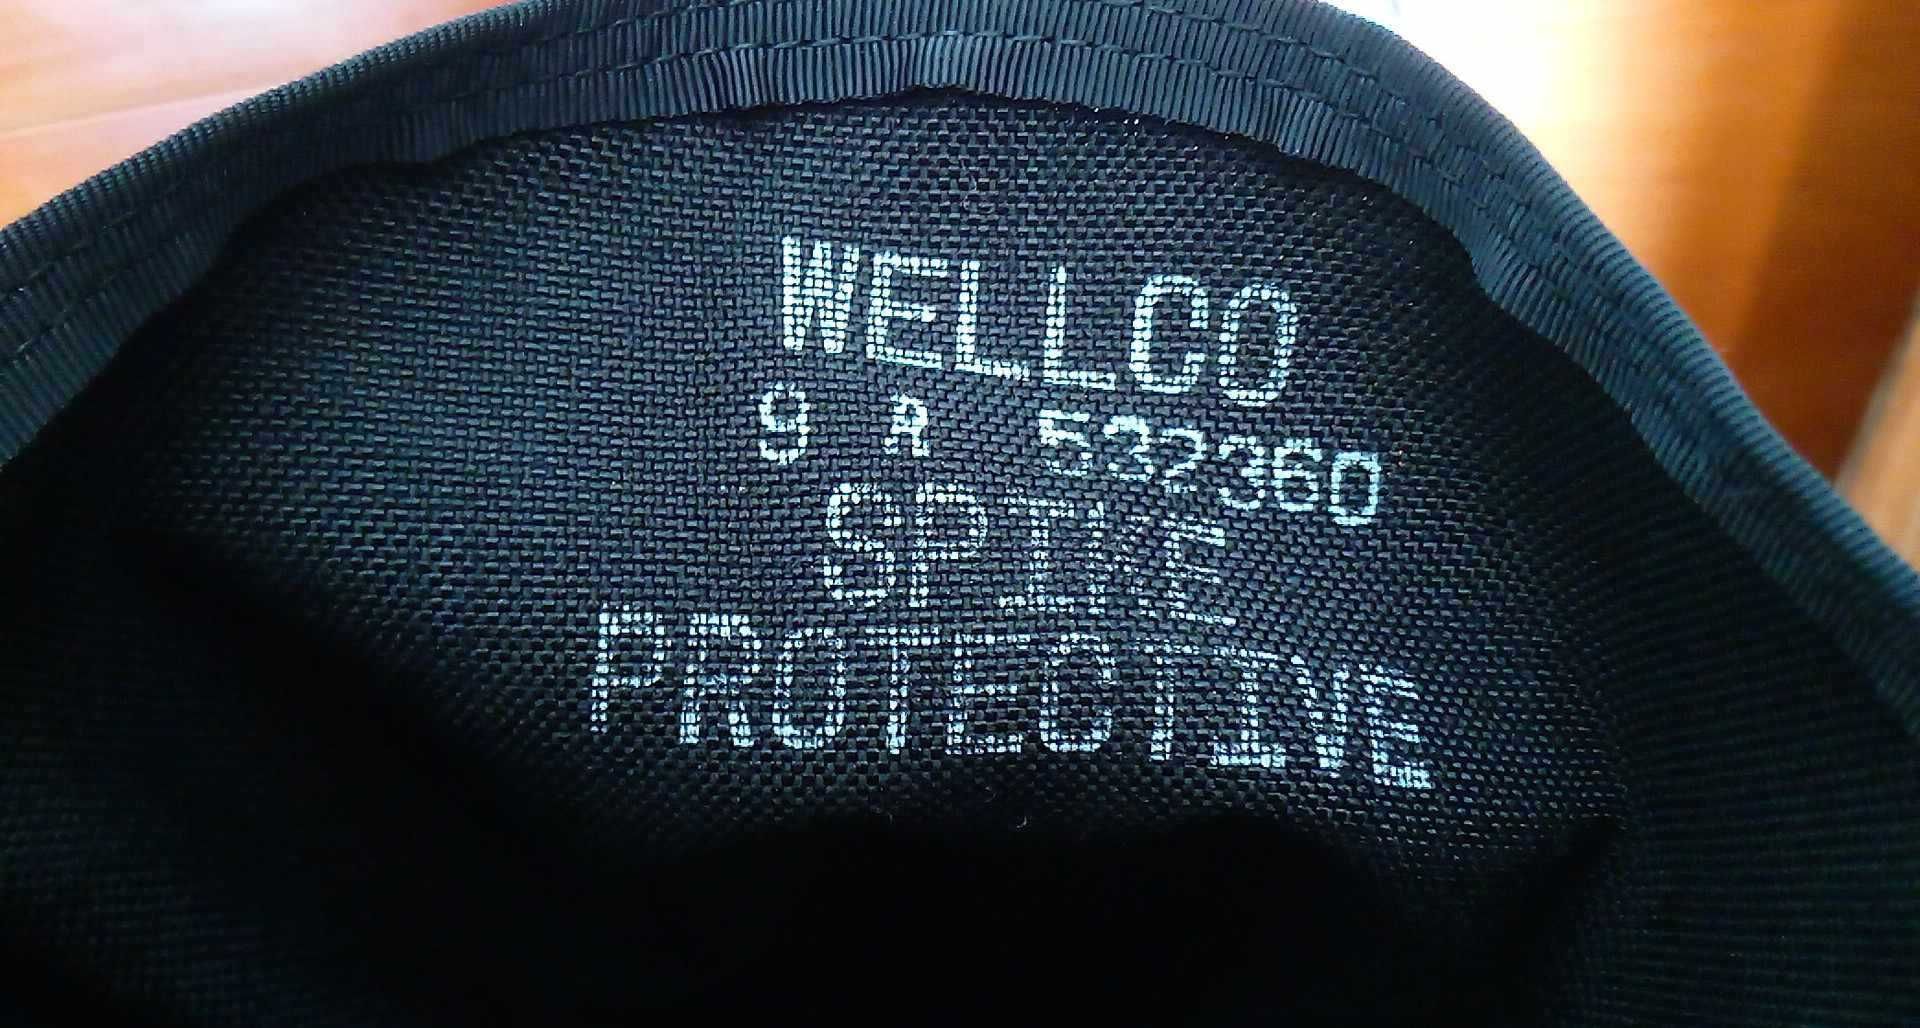 WELLCO
9 R 532360
SPIKE
PROTECTIVE